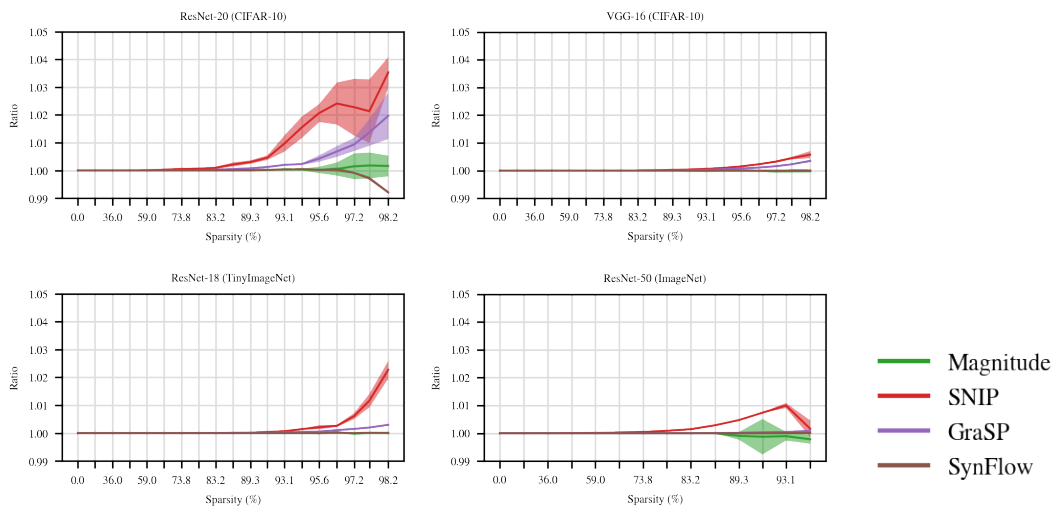 ResNet-20 (CIFAR-10)
1.05
1.04
1.03
1.02
1.01
1.00
0.99
Ratio
0.0 36.0 59.0 73.8 83.2 89.3 93.1 95.6 97.2 98.2
Sparsity (%)
VGG-16 (CIFAR-10)
1.05
1.04
1.03
1.02
1.01
1.00
0.99
Ratio
0.0 36.0 59.0 73.8 83.2 89.3 93.1 95.6 97.2 98.2
Sparsity (%)
ResNet-18 (TinyImageNet)
1.05
1.04
1.03
1.02
1.01
1.00
0.99
Ratio
0.0 36.0 59.0 73.8 83.2 89.3 93.1 95.6 97.2 98.2
Sparsity (%)
ResNet-50 (ImageNet)
1.05
1.04
1.03
1.02
1.01
1.00
0.99
Ratio
0.0 36.0 59.0 73.8 83.2 89.3 93.1
Sparsity (%)
Magnitude
SNIP
GraSP
SynFlow